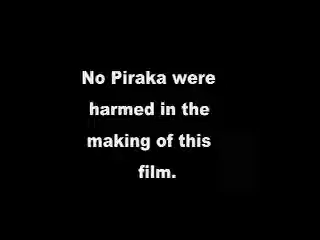 No Piraka were
harmed in the
making of this
film.